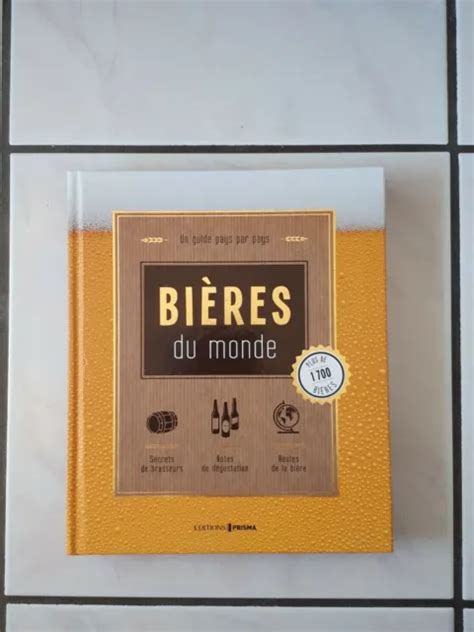 Un guide pays par pays
BIÈRES
du monde
PLUS DE
1 700
BIÈRES
Secrets
de brasseurs
Notes
de dégustation
Routes
de la bière
EDITIONS PRISMA